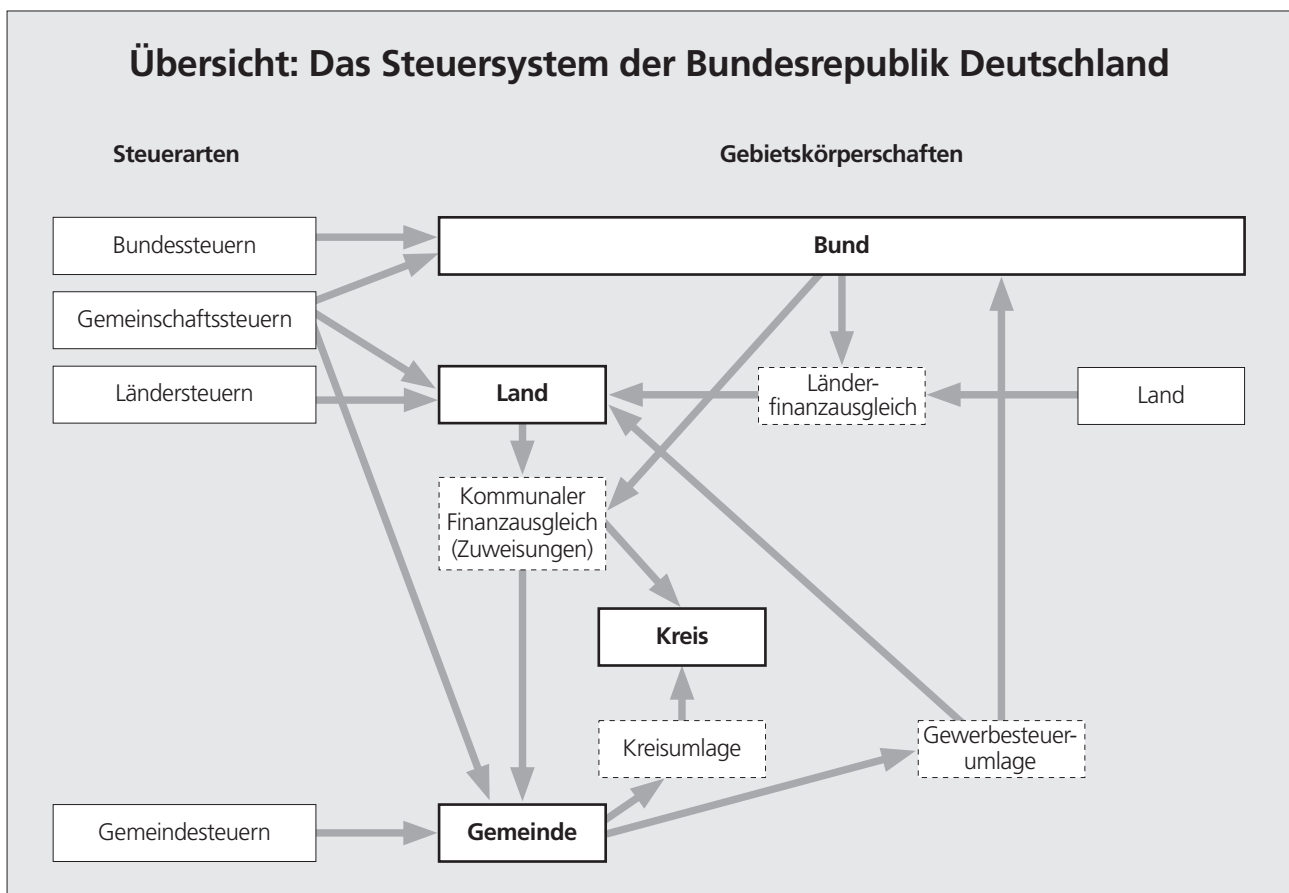 Übersicht: Das Steuersystem der Bundesrepublik Deutschland
Steuerarten
Gebietskörperschaften
Bundessteuern
Bund
Gemeinschaftssteuern
Ländersteuern
Land
Länder-
finanzausgleich
Land
Kommunaler
Finanzausgleich
(Zuweisungen)
Kreis
Kreisumlage
Gewerbesteuer-
umlage
Gemeindesteuern
Gemeinde